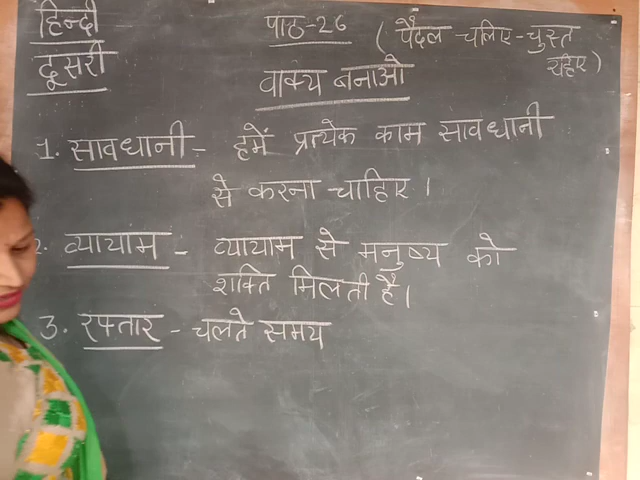 हिन्दी पाठ-26 (पैदल चलिए-चुस्त
दूसरी रहिए)
वाक्य बनाओ
1. सावधानी - हमें प्रत्येक काम सावधानी
से करना चाहिए।
2. व्यायाम - व्यायाम से मनुष्य को
शक्ति मिलती है।
3. रफ्तार - चलते समय